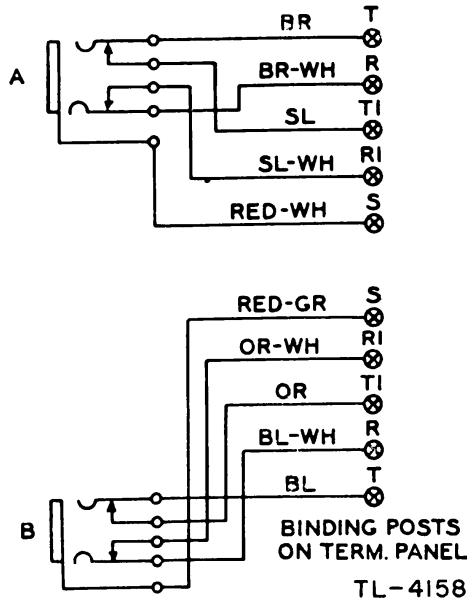 BR T
A BR-WH R
SL T1
SL-WH R1
RED-WH S
RED-GR S
OR-WH R1
OR T1
BL-WH R
B BL T
BINDING POSTS
ON TERM. PANEL
TL-4158